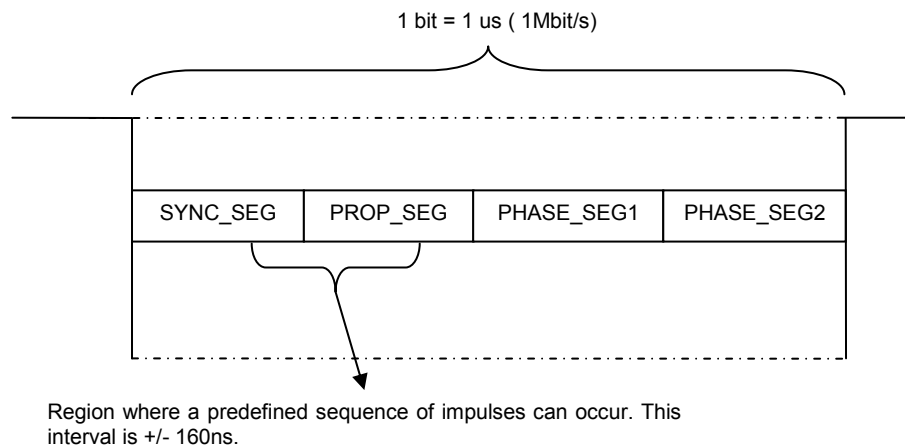 1 bit = 1 us ( 1Mbit/s)
SYNC_SEG PROP_SEG PHASE_SEG1 PHASE_SEG2
Region where a predefined sequence of impulses can occur. This
interval is +/- 160ns.